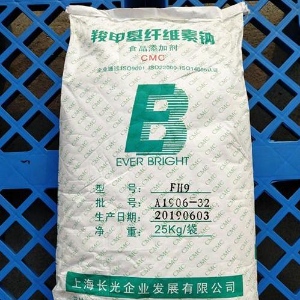 羧甲基纤维素钠
食品添加剂
CMC
EVER BRIGHT
型 号： FH9
批 号： A1906-32
生产日期： 20190603
净 重： 25Kg/袋
上海长光企业发展有限公司